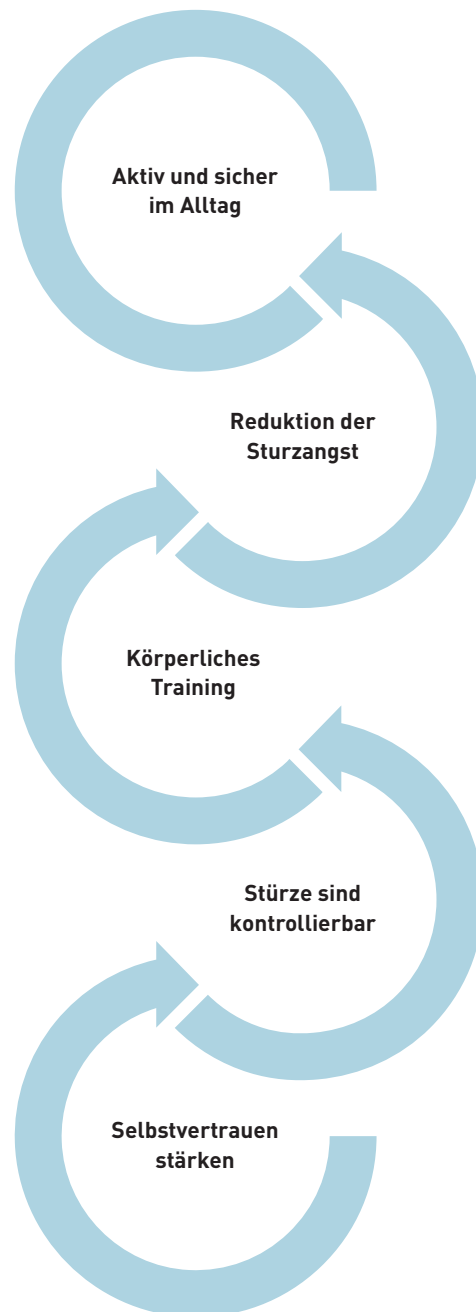 Aktiv und sicher
im Alltag
Reduktion der
Sturzangst
Körperliches
Training
Stürze sind
kontrollierbar
Selbstvertrauen
stärken